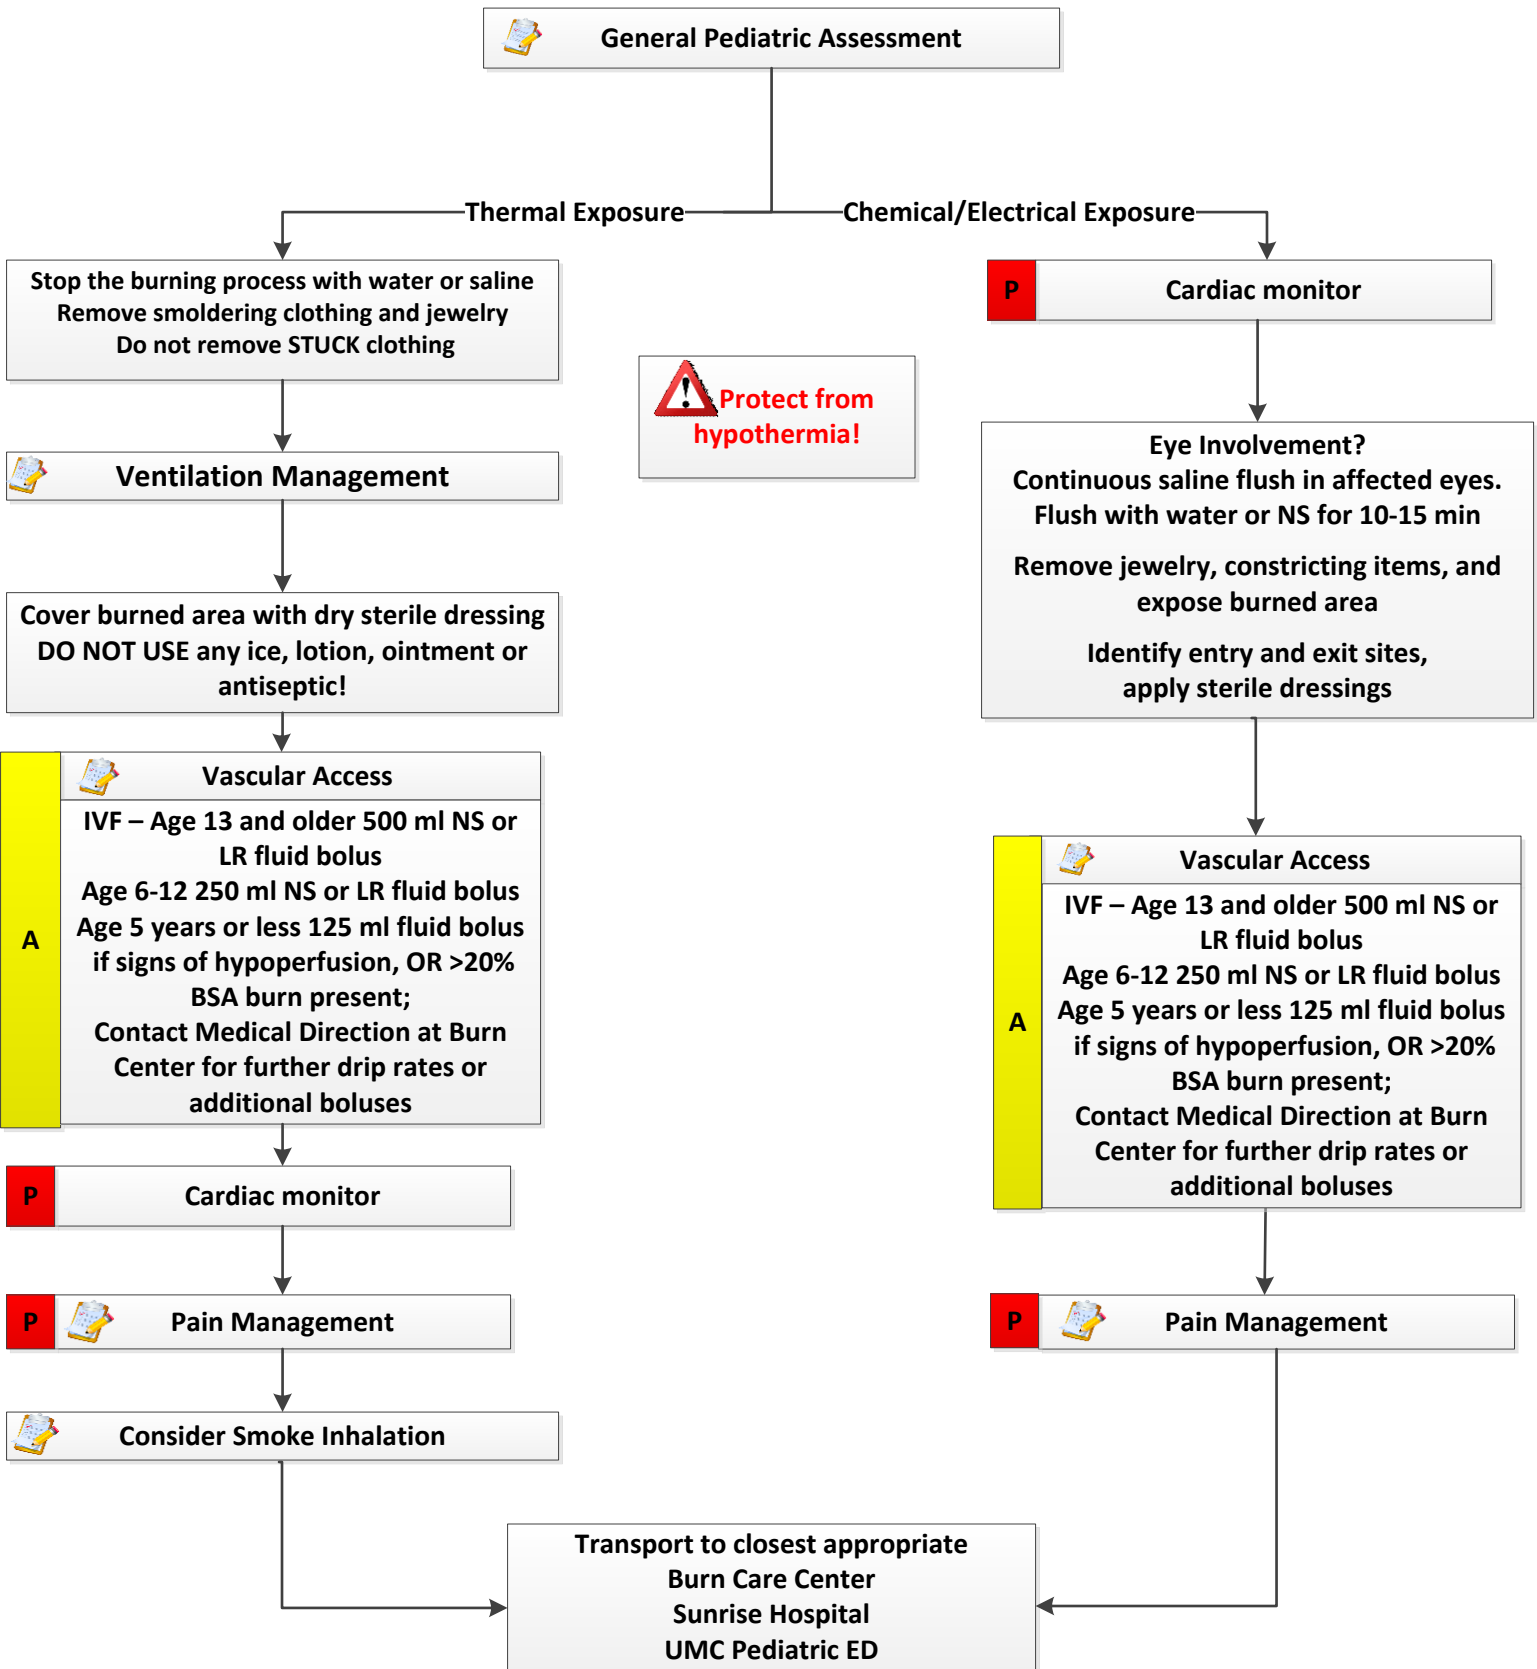 General Pediatric Assessment
Thermal Exposure
Chemical/Electrical Exposure
Stop the burning process with water or saline
Remove smoldering clothing and jewelry
Do not remove STUCK clothing
Ventilation Management
Cover burned area with dry sterile dressing
DO NOT USE any ice, lotion, ointment or
antiseptic!
A
Vascular Access
IVF – Age 13 and older 500 ml NS or
LR fluid bolus
Age 6-12 250 ml NS or LR fluid bolus
Age 5 years or less 125 ml fluid bolus
if signs of hypoperfusion, OR >20%
BSA burn present;
Contact Medical Direction at Burn
Center for further drip rates or
additional boluses
P
Cardiac monitor
P
Pain Management
Consider Smoke Inhalation
Protect from
hypothermia!
P
Cardiac monitor
Eye Involvement?
Continuous saline flush in affected eyes.
Flush with water or NS for 10-15 min
Remove jewelry, constricting items, and
expose burned area
Identify entry and exit sites,
apply sterile dressings
A
Vascular Access
IVF – Age 13 and older 500 ml NS or
LR fluid bolus
Age 6-12 250 ml NS or LR fluid bolus
Age 5 years or less 125 ml fluid bolus
if signs of hypoperfusion, OR >20%
BSA burn present;
Contact Medical Direction at Burn
Center for further drip rates or
additional boluses
P
Pain Management
Transport to closest appropriate
Burn Care Center
Sunrise Hospital
UMC Pediatric ED